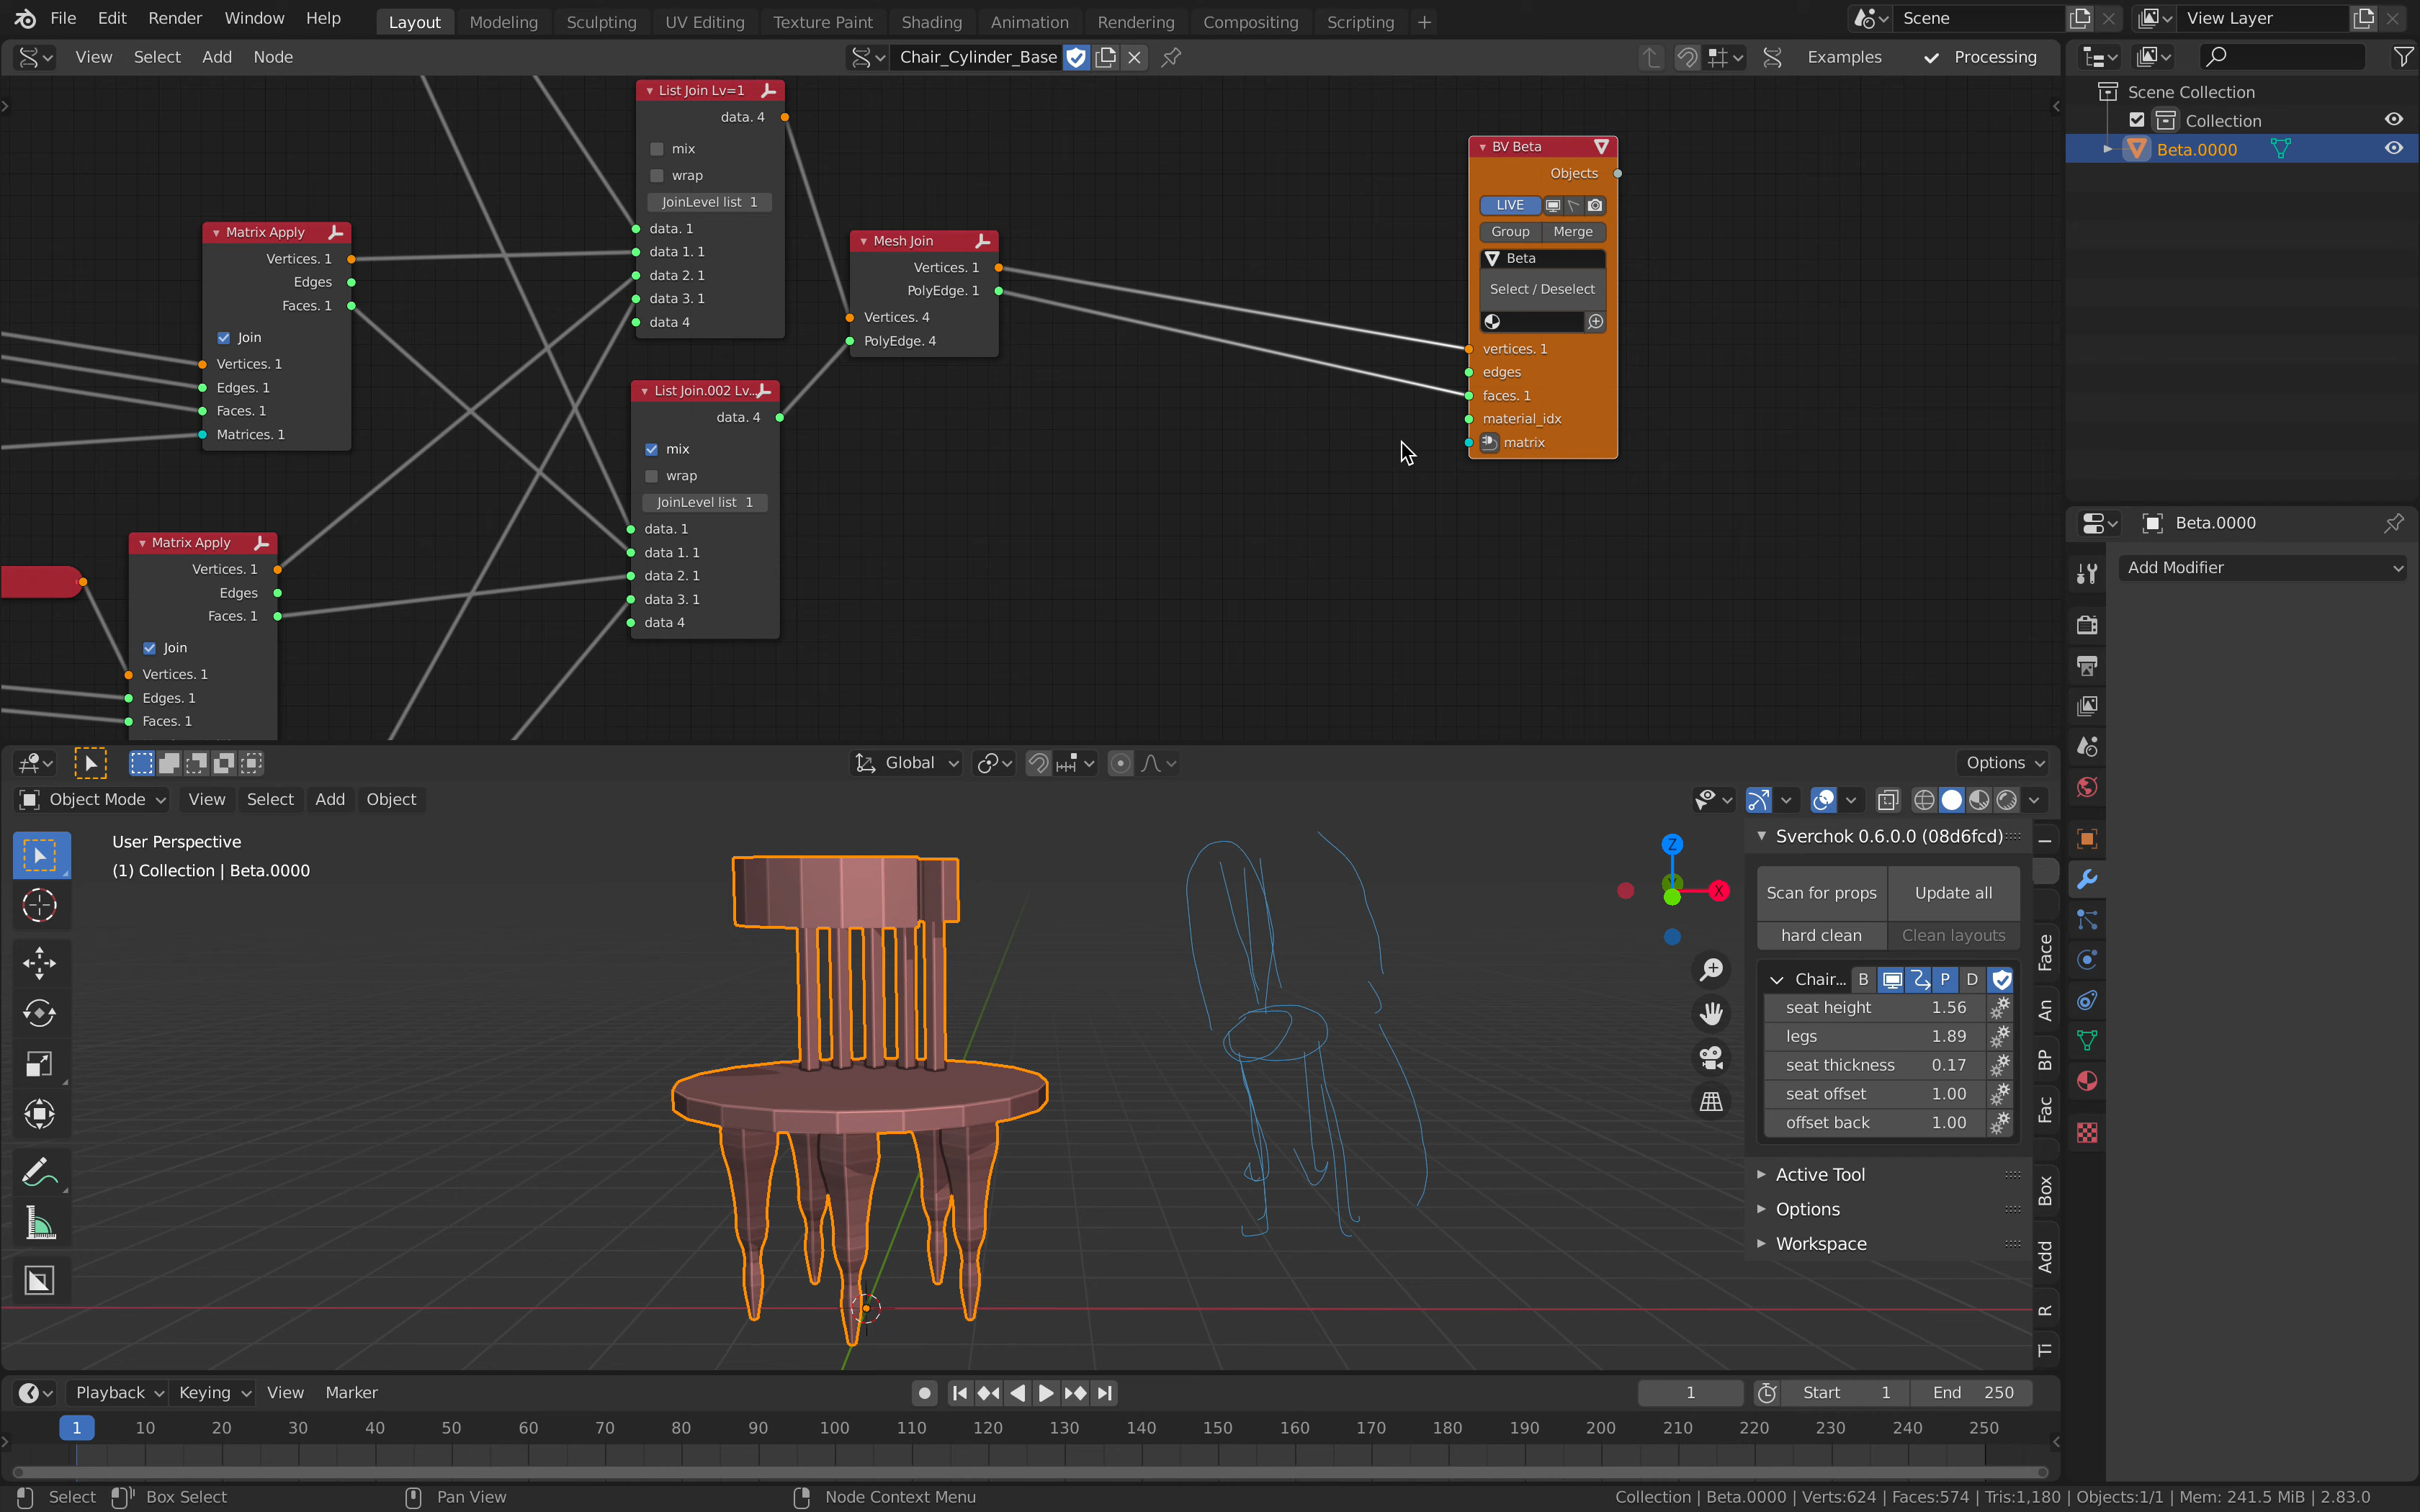 File Edit Render Window Help Layout Modeling Sculpting UV Editing Texture Paint Shading Animation Rendering Compositing Scripting + Scene View Layer
View Select Add Node Chair_Cylinder_Base Examples Processing
Scene Collection
Collection
Beta.0000
List Join Lv=1
data. 4
mix
wrap
JoinLevel list 1
data. 1
data 1. 1
data 2. 1
data 3. 1
data 4
Matrix Apply
Vertices. 1
Edges
Faces. 1
Join
Vertices. 1
Edges. 1
Faces. 1
Matrices. 1
Mesh Join
Vertices. 1
PolyEdge. 1
Vertices. 4
PolyEdge. 4
BV Beta
Objects
LIVE
Group Merge
Beta
Select / Deselect
vertices. 1
edges
faces. 1
material_idx
matrix
List Join.002 Lv...
data. 4
mix
wrap
JoinLevel list 1
data. 1
data 1. 1
data 2. 1
data 3. 1
data 4
Matrix Apply
Vertices. 1
Edges
Faces. 1
Join
Vertices. 1
Edges. 1
Faces. 1
Beta.0000
Add Modifier
Global Options
Object Mode View Select Add Object
User Perspective
(1) Collection | Beta.0000
Z
X
Sverchok 0.6.0.0 (08d6fcd)
Scan for props Update all
hard clean Clean layouts
Chair... B P D
seat height 1.56
legs 1.89
seat thickness 0.17
seat offset 1.00
offset back 1.00
Active Tool
Options
Workspace
Face
An
BP
Fac
Box
Add
R
TI
Playback Keying View Marker 1 Start 1 End 250
1 10 20 30 40 50 60 70 80 90 100 110 120 130 140 150 160 170 180 190 200 210 220 230 240 250
Select Box Select Pan View Node Context Menu Collection | Beta.0000 | Verts:624 | Faces:574 | Tris:1,180 | Objects:1/1 | Mem: 241.5 MiB | 2.83.0